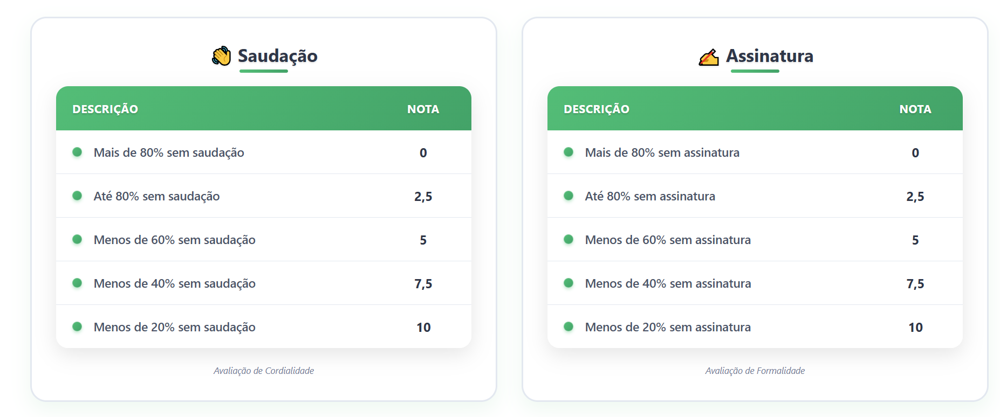 👋 Saudação
DESCRIÇÃO NOTA
Mais de 80% sem saudação 0
Até 80% sem saudação 2,5
Menos de 60% sem saudação 5
Menos de 40% sem saudação 7,5
Menos de 20% sem saudação 10
Avaliação de Cordialidade
✍️ Assinatura
DESCRIÇÃO NOTA
Mais de 80% sem assinatura 0
Até 80% sem assinatura 2,5
Menos de 60% sem assinatura 5
Menos de 40% sem assinatura 7,5
Menos de 20% sem assinatura 10
Avaliação de Formalidade